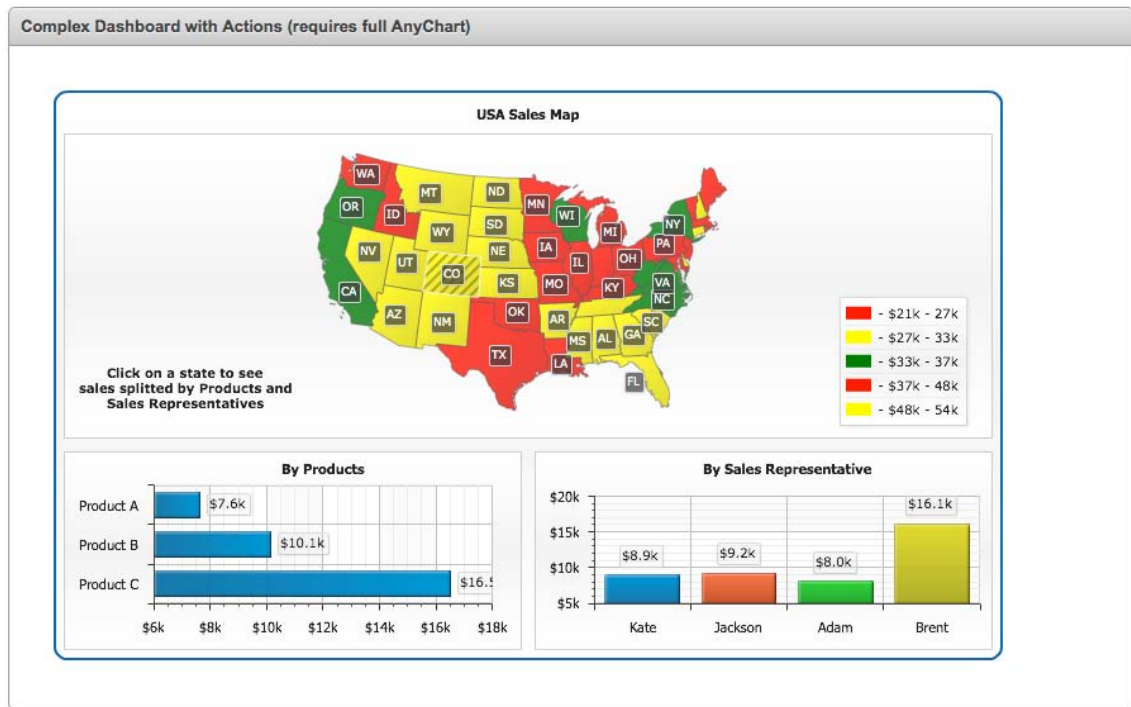 Complex Dashboard with Actions (requires full AnyChart)
USA Sales Map
WA
MT
ND
MN
OR
ID
WI
SD
WY
NY
MI
IA
PA
NV
NE
UT
IL
OH
CO
KS
VA
CA
MO
KY
NC
AZ
NM
OK
AR
SC
MS
AL
GA
TX
LA
FL
- $21k - 27k
- $27k - 33k
- $33k - 37k
- $37k - 48k
- $48k - 54k
Click on a state to see
sales splitted by Products and
Sales Representatives
By Products
Product A
$7.6k
Product B
$10.1k
Product C
$16.5
$6k $8k $10k $12k $14k $16k $18k
By Sales Representative
$20k
$15k
$10k
$5k
$8.9k
$9.2k
$8.0k
$16.1k
Kate Jackson Adam Brent